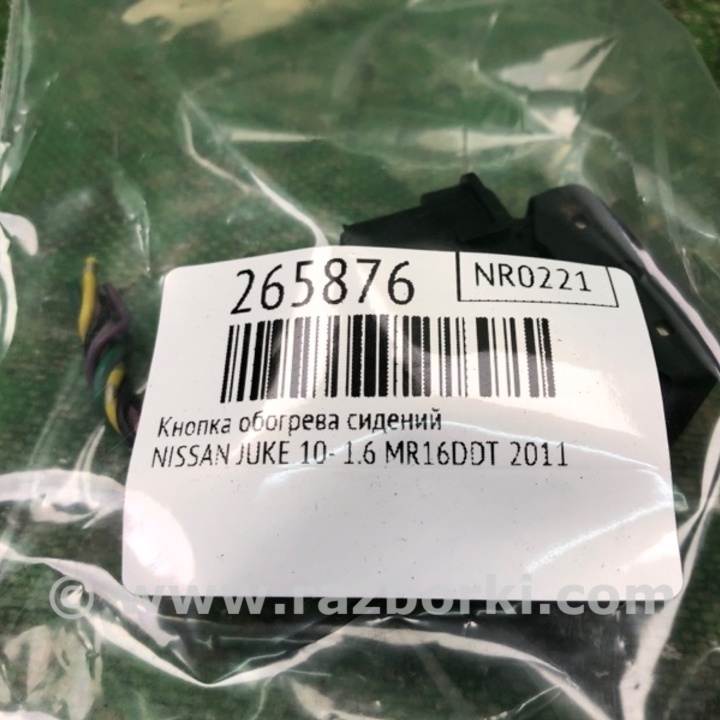 265876
NR0221
Кнопка обогрева сидений
NISSAN JUKE 10- 1.6 MR16DDT 2011
© www.razborki.com